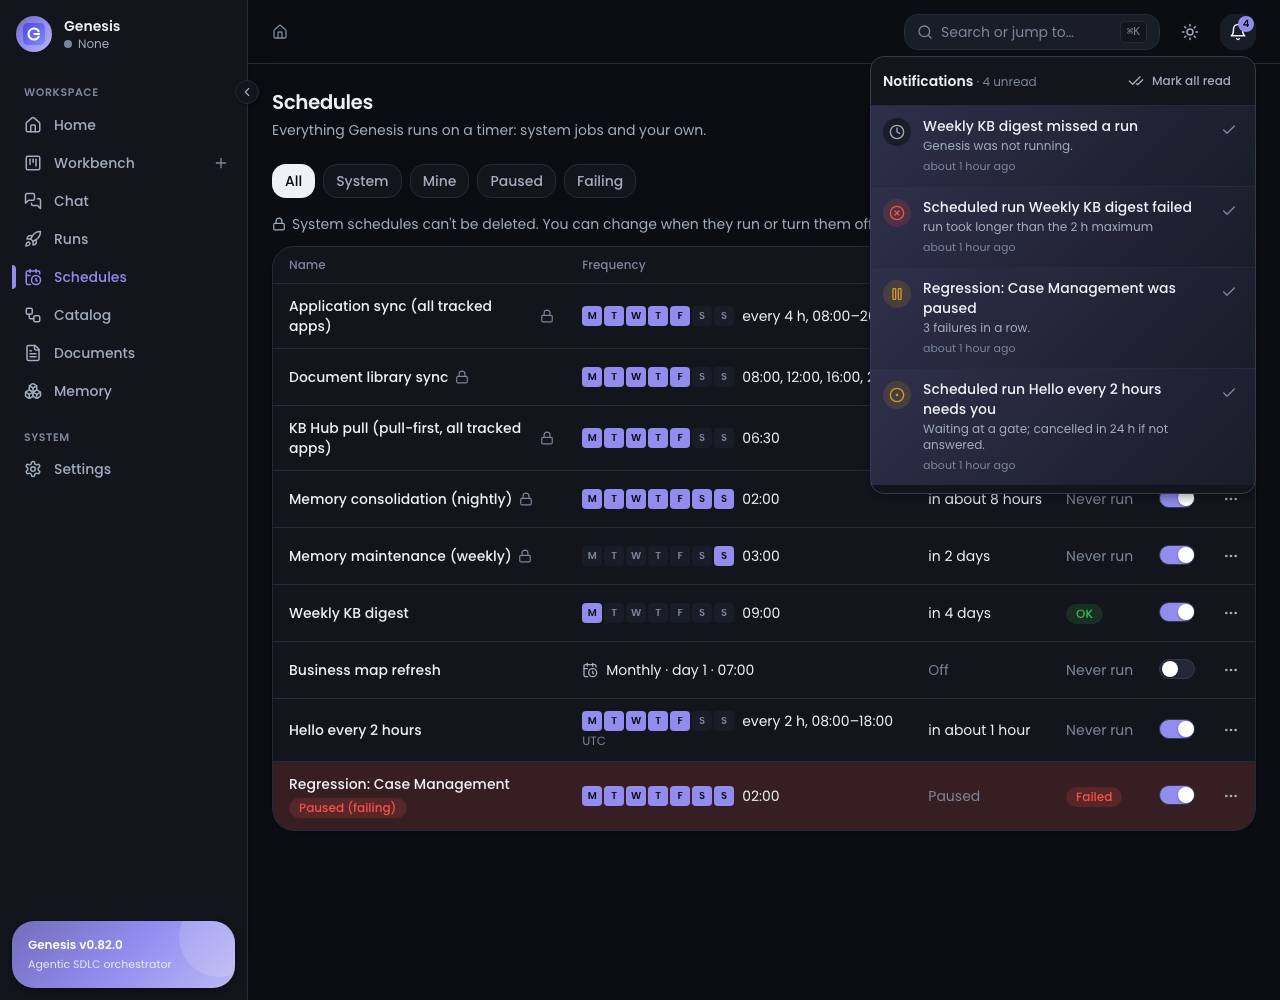 Genesis
None
WORKSPACE
Home
Workbench
Chat
Runs
Schedules
Catalog
Documents
Memory
SYSTEM
Settings
Genesis v0.82.0
Agentic SDLC orchestrator
Search or jump to...
⌘K
4
Schedules
Everything Genesis runs on a timer: system jobs and your own.
All
System
Mine
Paused
Failing
System schedules can't be deleted. You can change when they run or turn them off
Notifications · 4 unread
Mark all read
Weekly KB digest missed a run
Genesis was not running.
about 1 hour ago
Scheduled run Weekly KB digest failed
run took longer than the 2 h maximum
about 1 hour ago
Regression: Case Management was
paused
3 failures in a row.
about 1 hour ago
Scheduled run Hello every 2 hours
needs you
Waiting at a gate; cancelled in 24 h if not
answered.
about 1 hour ago
Name Frequency
Application sync (all tracked
apps)
M T W T F S S every 4 h, 08:00–
Document library sync M T W T F S S 08:00, 12:00, 16:00,
KB Hub pull (pull-first, all tracked
apps)
M T W T F S S 06:30
Memory consolidation (nightly) M T W T F S S 02:00 in about 8 hours Never run
Memory maintenance (weekly) M T W T F S S 03:00 in 2 days Never run
Weekly KB digest M T W T F S S 09:00 in 4 days OK
Business map refresh Monthly · day 1 · 07:00 Off Never run
Hello every 2 hours M T W T F S S every 2 h, 08:00–18:00 in about 1 hour Never run
UTC
Regression: Case Management
Paused (failing)
M T W T F S S 02:00 Paused Failed